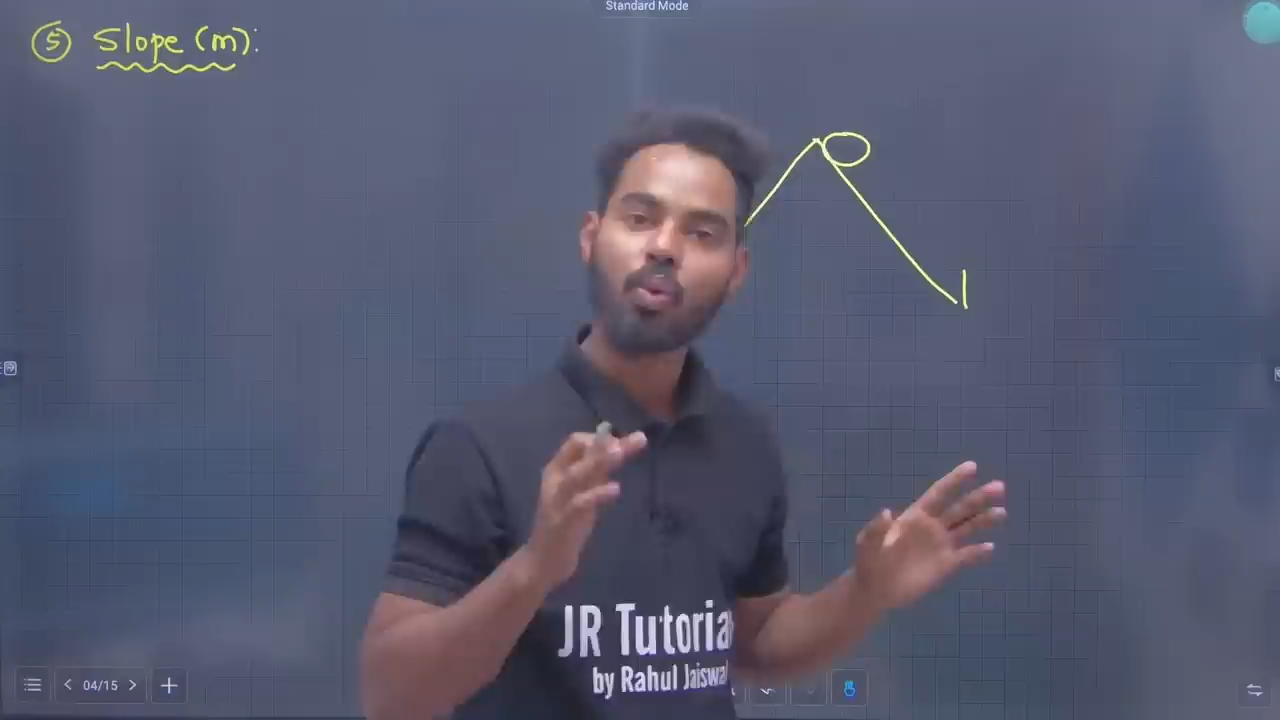 Standard Mode
⑤ Slope (m):
JR Tutorial
by Rahul Jaiswal
04/15